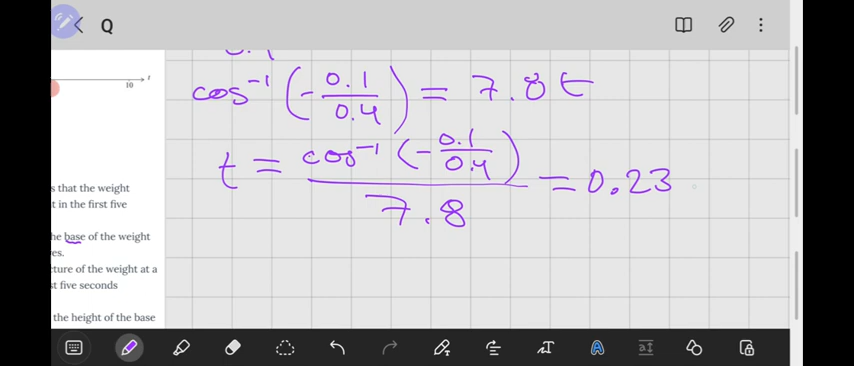 Q
10 t
cos⁻¹ (- 0.1/0.4) = 7.8t
t = cos⁻¹ (- 0.1/0.4) / 7.8 = 0.23
s that the weight
t in the first five
he base of the weight
es.
cture of the weight at a
st five seconds
the height of the base